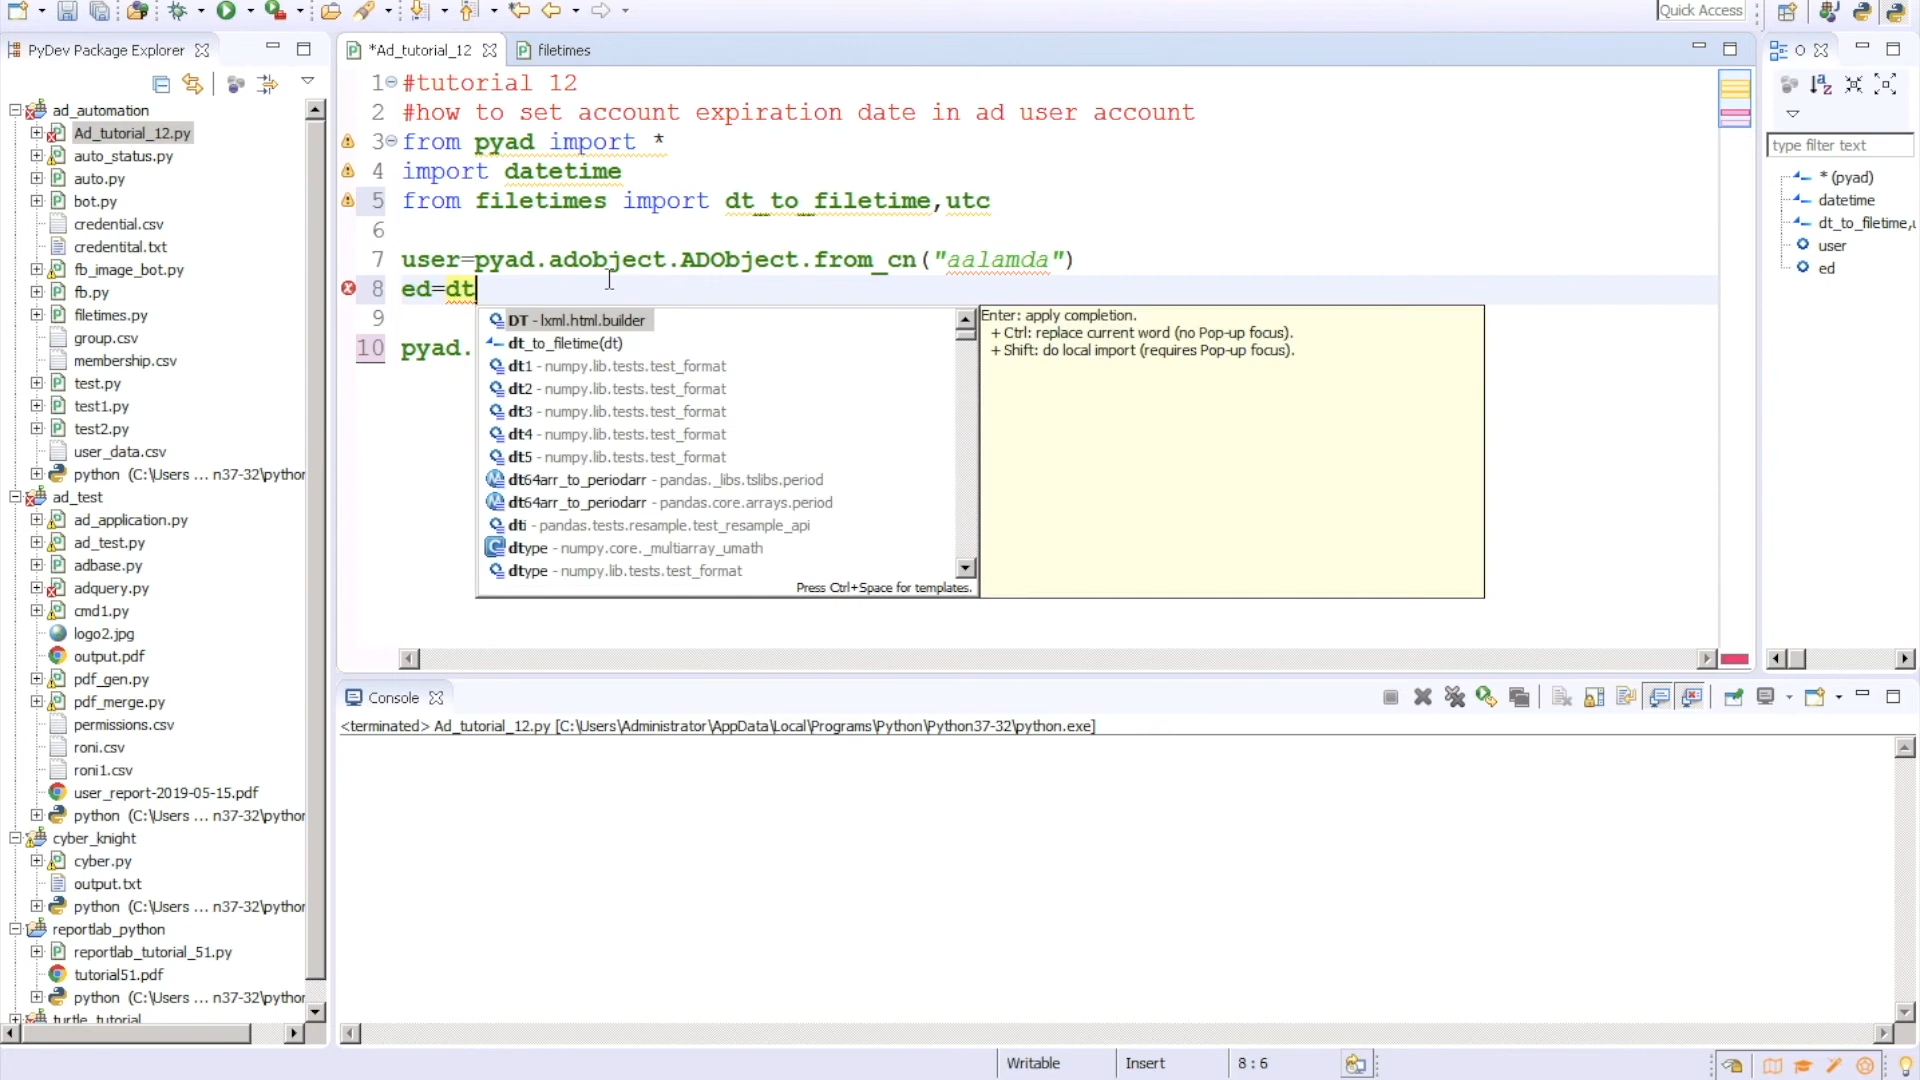 Quick Access
PyDev Package Explorer
ad_automation
Ad_tutorial_12.py
auto_status.py
auto.py
bot.py
credential.csv
credentital.txt
fb_image_bot.py
fb.py
filetimes.py
group.csv
membership.csv
test.py
test1.py
test2.py
user_data.csv
python (C:\Users ... n37-32\python
ad_test
ad_application.py
ad_test.py
adbase.py
adquery.py
cmd1.py
logo2.jpg
output.pdf
pdf_gen.py
pdf_merge.py
permissions.csv
roni.csv
roni1.csv
user_report-2019-05-15.pdf
python (C:\Users ... n37-32\python
cyber_knight
cyber.py
output.txt
python (C:\Users ... n37-32\python
reportlab_python
reportlab_tutorial_51.py
tutorial51.pdf
python (C:\Users ... n37-32\python
turtle_tutorial
*Ad_tutorial_12
filetimes
1 #tutorial 12
2 #how to set account expiration date in ad user account
3 from pyad import *
4 import datetime
5 from filetimes import dt_to_filetime,utc
6
7 user=pyad.adobject.ADObject.from_cn("aalamda")
8 ed=dt
9
10 pyad.
DT - lxml.html.builder
dt_to_filetime(dt)
dt1 - numpy.lib.tests.test_format
dt2 - numpy.lib.tests.test_format
dt3 - numpy.lib.tests.test_format
dt4 - numpy.lib.tests.test_format
dt5 - numpy.lib.tests.test_format
dt64arr_to_periodarr - pandas._libs.tslibs.period
dt64arr_to_periodarr - pandas.core.arrays.period
dti - pandas.tests.resample.test_resample_api
dtype - numpy.core._multiarray_umath
dtype - numpy.lib.tests.test_format
Press Ctrl+Space for templates.
Enter: apply completion.
+ Ctrl: replace current word (no Pop-up focus).
+ Shift: do local import (requires Pop-up focus).
type filter text
* (pyad)
datetime
dt_to_filetime,u
user
ed
Console
<terminated> Ad_tutorial_12.py [C:\Users\Administrator\AppData\Local\Programs\Python\Python37-32\python.exe]
Writable
Insert
8 : 6